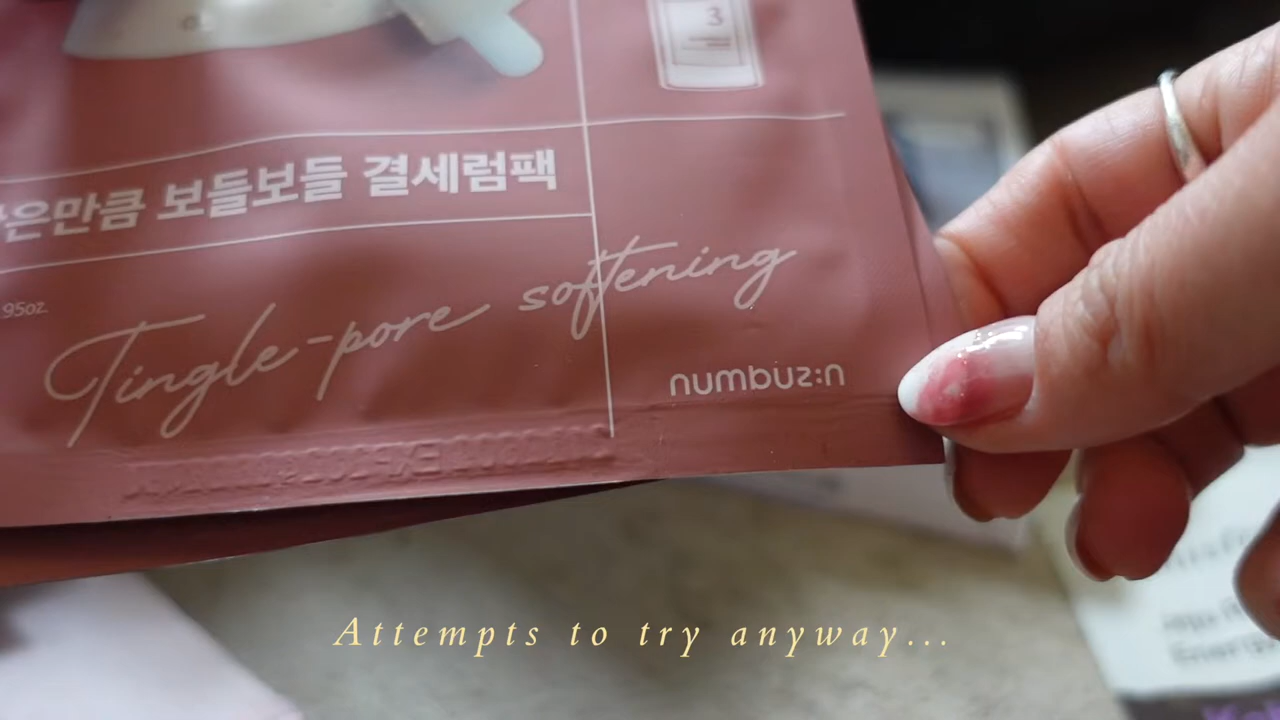 3
은만큼 보들보들 결세럼팩
.95oz.
Tingle-pore softening
numbuz:n
Attempts to try anyway...